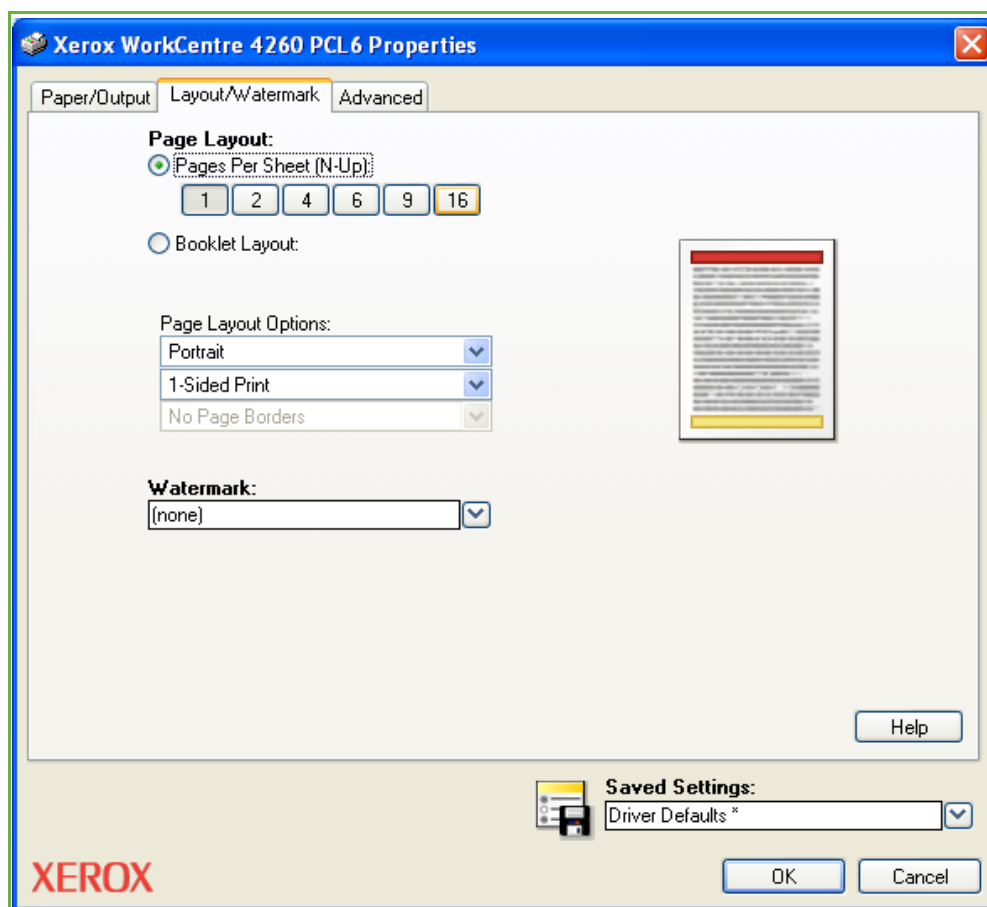 Xerox WorkCentre 4260 PCL6 Properties
Paper/Output Layout/Watermark Advanced
Page Layout:
Pages Per Sheet (N-Up):
1 2 4 6 9 16
Booklet Layout:
Page Layout Options:
Portrait
1-Sided Print
No Page Borders
Watermark:
(none)
Help
Saved Settings:
Driver Defaults *
XEROX
OK Cancel